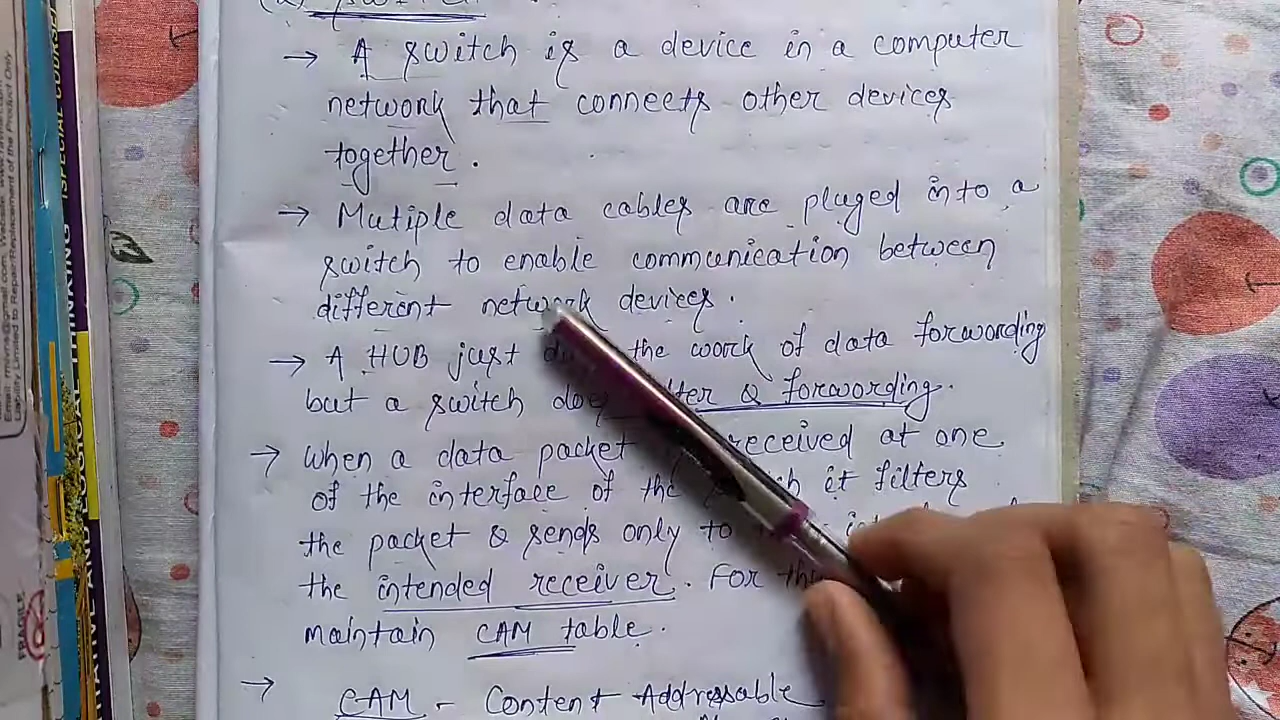 → A switch is a device in a computer
network that connects other devices
together.
→ Mutiple data cables are pluged into a
switch to enable communication between
different network devices.
→ A HUB just the work of data forwording
but a switch does & forwording.
→ When a data packet received at one
of the interface of the it filters
the packet & sends only to
the intended receiver. For
maintain CAM table.
→ CAM - Content Addressable